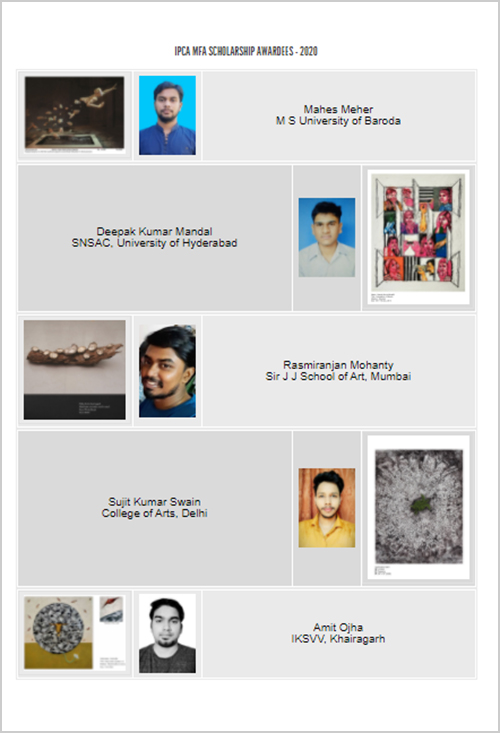 IPCA MFA SCHOLARSHIP AWARDEES - 2020
Mahes Meher
M S University of Baroda
Deepak Kumar Mandal
SNSAC, University of Hyderabad
Rasmiranjan Mohanty
Sir J J School of Art, Mumbai
Sujit Kumar Swain
College of Arts, Delhi
Amit Ojha
IKSVV, Khairagarh